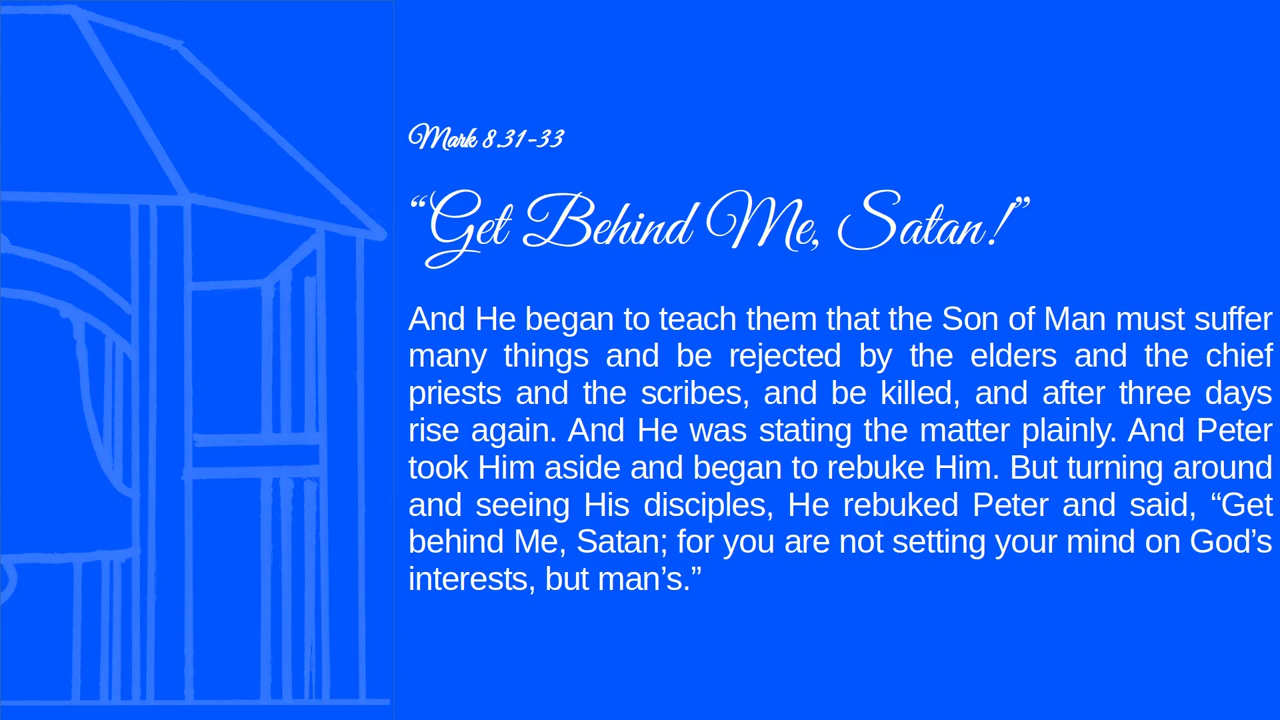 Mark 8.31-33
“Get Behind Me, Satan!”
And He began to teach them that the Son of Man must suffer
many things and be rejected by the elders and the chief
priests and the scribes, and be killed, and after three days
rise again. And He was stating the matter plainly. And Peter
took Him aside and began to rebuke Him. But turning around
and seeing His disciples, He rebuked Peter and said, “Get
behind Me, Satan; for you are not setting your mind on God’s
interests, but man’s.”